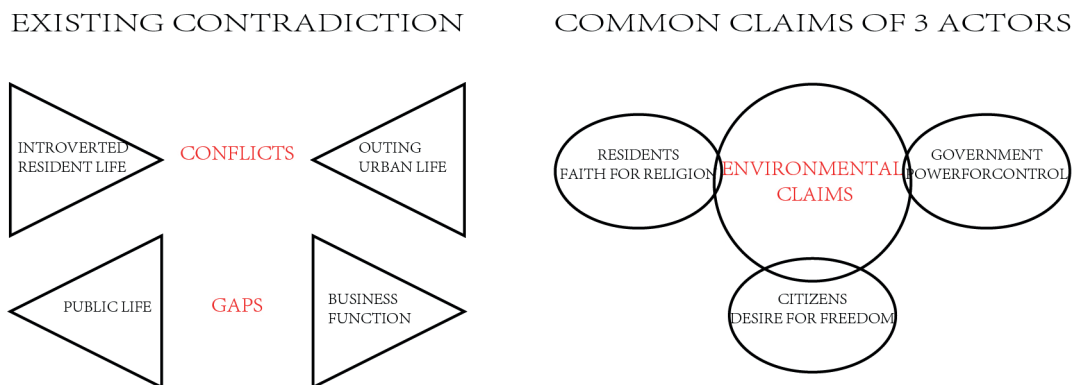 EXISTING CONTRADICTION
INTROVERTED
RESIDENT LIFE
CONFLICTS
OUTING
URBAN LIFE
PUBLIC LIFE
GAPS
BUSINESS
FUNCTION
COMMON CLAIMS OF 3 ACTORS
RESIDENTS
FAITH FOR RELIGION
ENVIRONMENTAL
CLAIMS
GOVERNMENT
POWERFORCONTROL
CITIZENS
DESIRE FOR FREEDOM